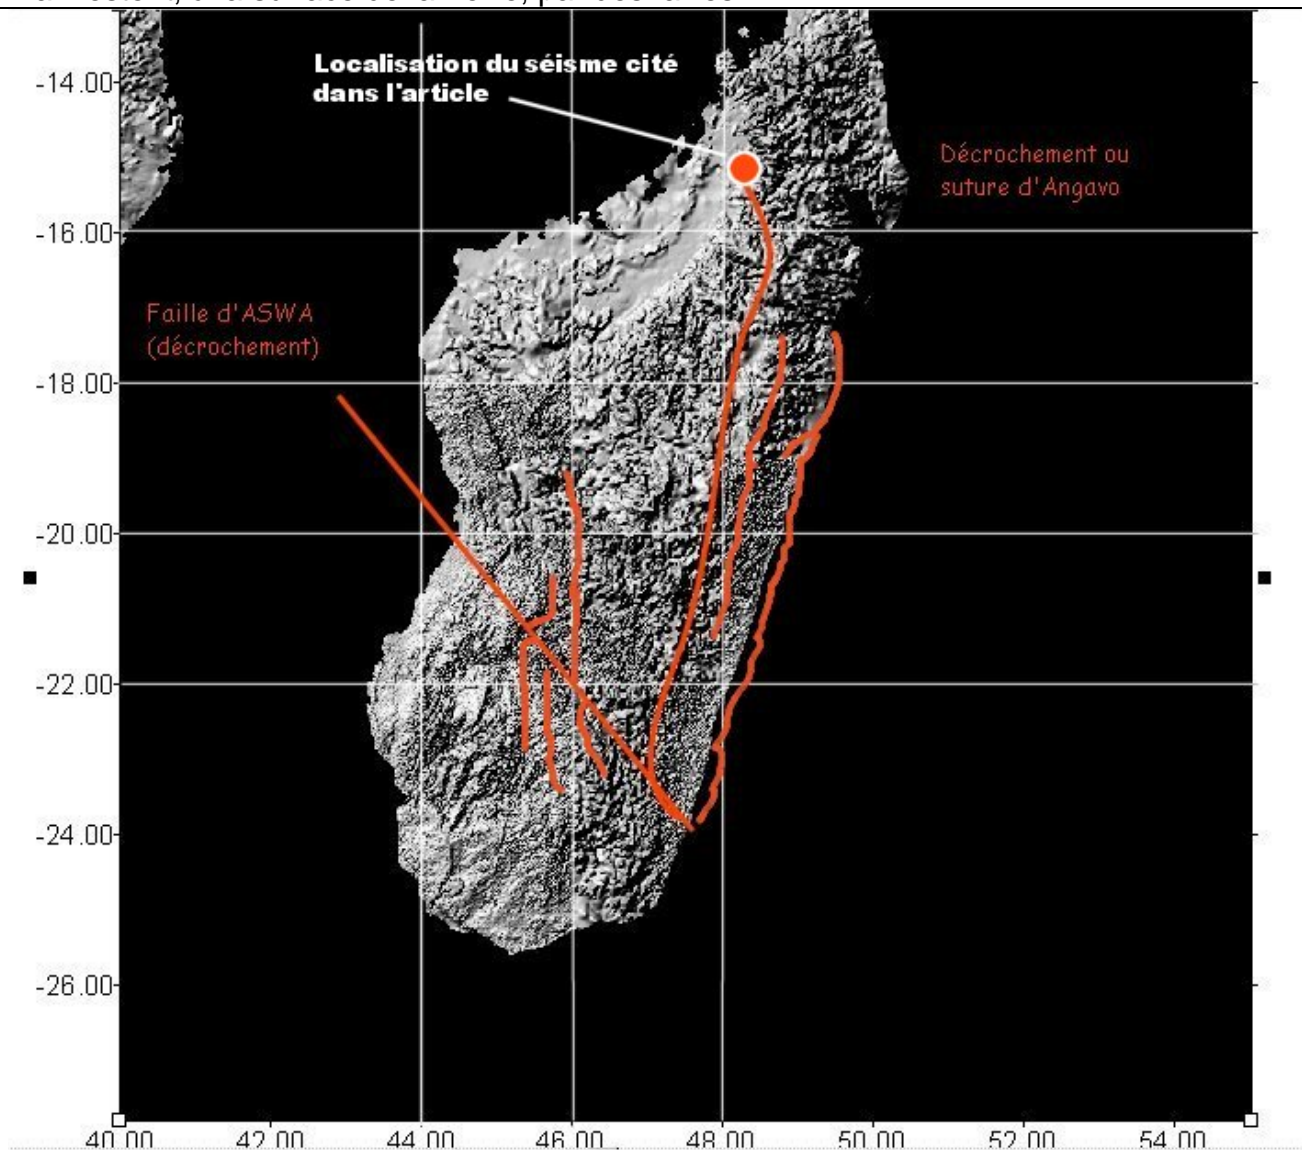 Localisation du séisme cité
dans l'article
Décrochement ou
suture d'Angavo
Faille d'ASWA
(décrochement)
-14.00
-16.00
-18.00
-20.00
-22.00
-24.00
-26.00
40.00 42.00 44.00 46.00 48.00 50.00 52.00 54.00